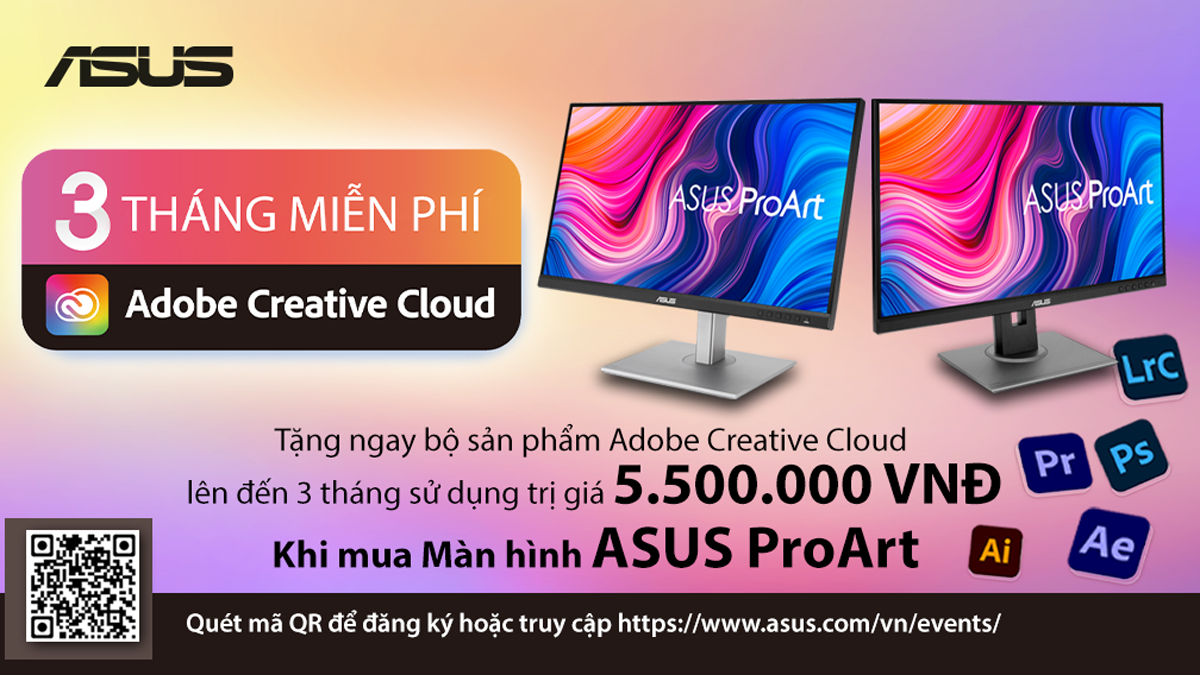 ASUS
3 THÁNG MIỄN PHÍ
Adobe Creative Cloud
ASUS ProArt
ASUS
ASUS ProArt
ASUS
LrC
Tặng ngay bộ sản phẩm Adobe Creative Cloud
lên đến 3 tháng sử dụng trị giá 5.500.000 VNĐ
Pr
Ps
Khi mua Màn hình ASUS ProArt
Ai
Ae
Quét mã QR để đăng ký hoặc truy cập https://www.asus.com/vn/events/